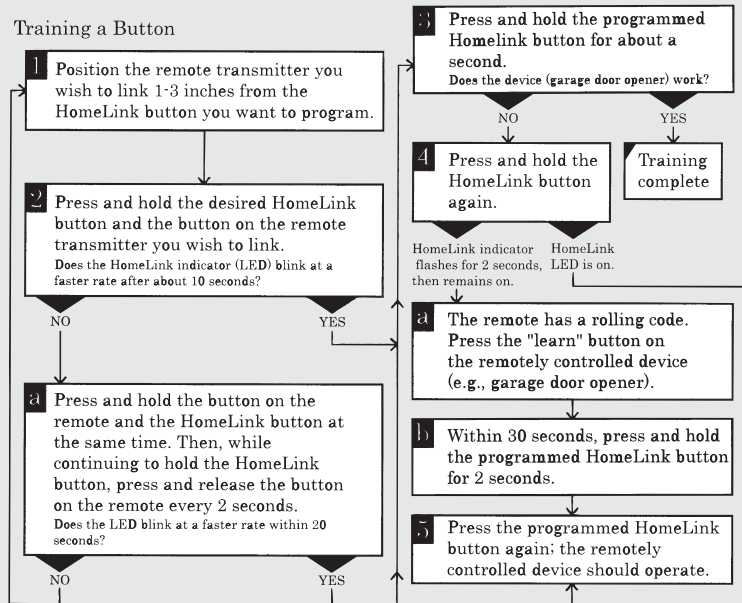 Training a Button
1
Position the remote transmitter you
wish to link 1-3 inches from the
HomeLink button you want to program.
2
Press and hold the desired HomeLink
button and the button on the remote
transmitter you wish to link.
Does the HomeLink indicator (LED) blink at a
faster rate after about 10 seconds?
NO
YES
a
Press and hold the button on the
remote and the HomeLink button at
the same time. Then, while
continuing to hold the HomeLink
button, press and release the button
on the remote every 2 seconds.
Does the LED blink at a faster rate within 20
seconds?
NO
YES
3
Press and hold the programmed
Homelink button for about a
second.
Does the device (garage door opener) work?
NO
YES
4
Press and hold the
HomeLink button
again.
Training
complete
HomeLink indicator
flashes for 2 seconds,
then remains on.
HomeLink
LED is on.
a
The remote has a rolling code.
Press the "learn" button on
the remotely controlled device
(e.g., garage door opener).
b
Within 30 seconds, press and hold
the programmed HomeLink button
for 2 seconds.
5
Press the programmed HomeLink
button again; the remotely
controlled device should operate.